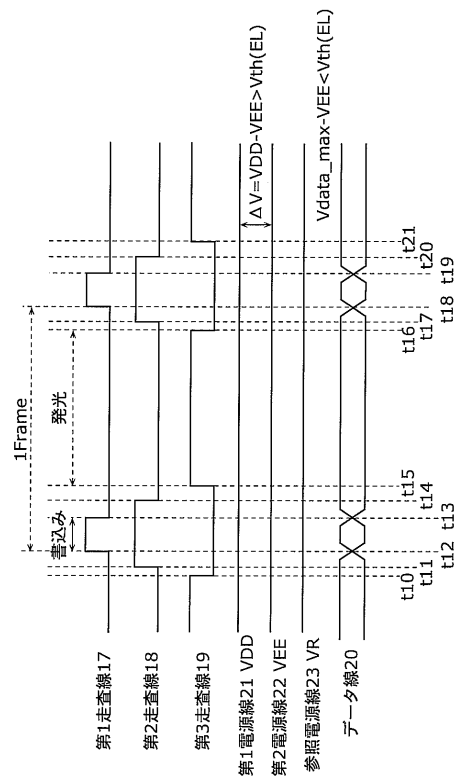 1Frame
書込み
発光
第1走査線17
第2走査線18
第3走査線19
第1電源線21 VDD
ΔV=VDD-VEE>Vth(EL)
第2電源線22 VEE
参照電源線23 VR
Vdata_max-VEE<Vth(EL)
データ線20
t10
t11
t12
t13
t14
t15
t16
t17
t18
t19
t20
t21